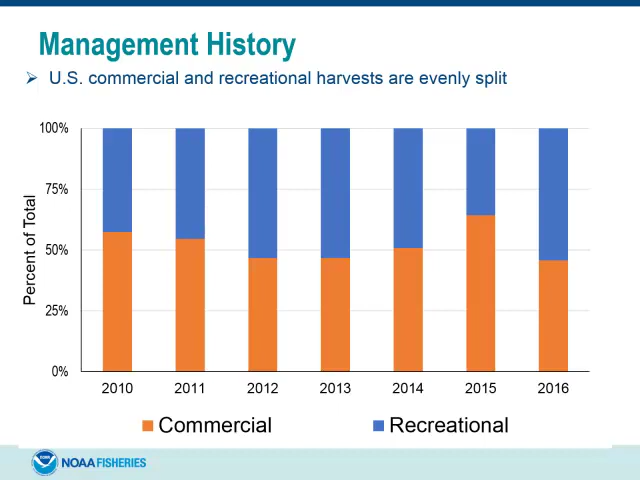 Management History
➢ U.S. commercial and recreational harvests are evenly split
100%
75%
50%
25%
0%
Percent of Total
2010 2011 2012 2013 2014 2015 2016
Commercial Recreational
NOAA FISHERIES